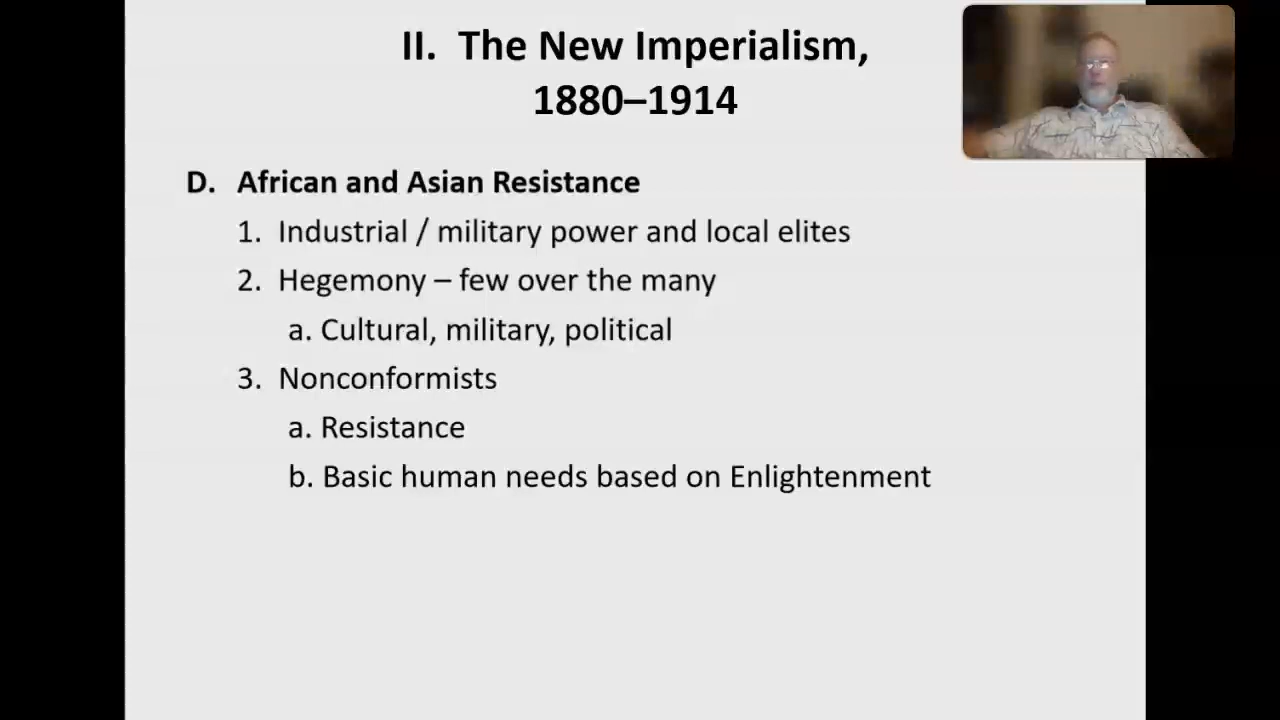 II. The New Imperialism,
1880–1914
D. African and Asian Resistance
1. Industrial / military power and local elites
2. Hegemony – few over the many
a. Cultural, military, political
3. Nonconformists
a. Resistance
b. Basic human needs based on Enlightenment